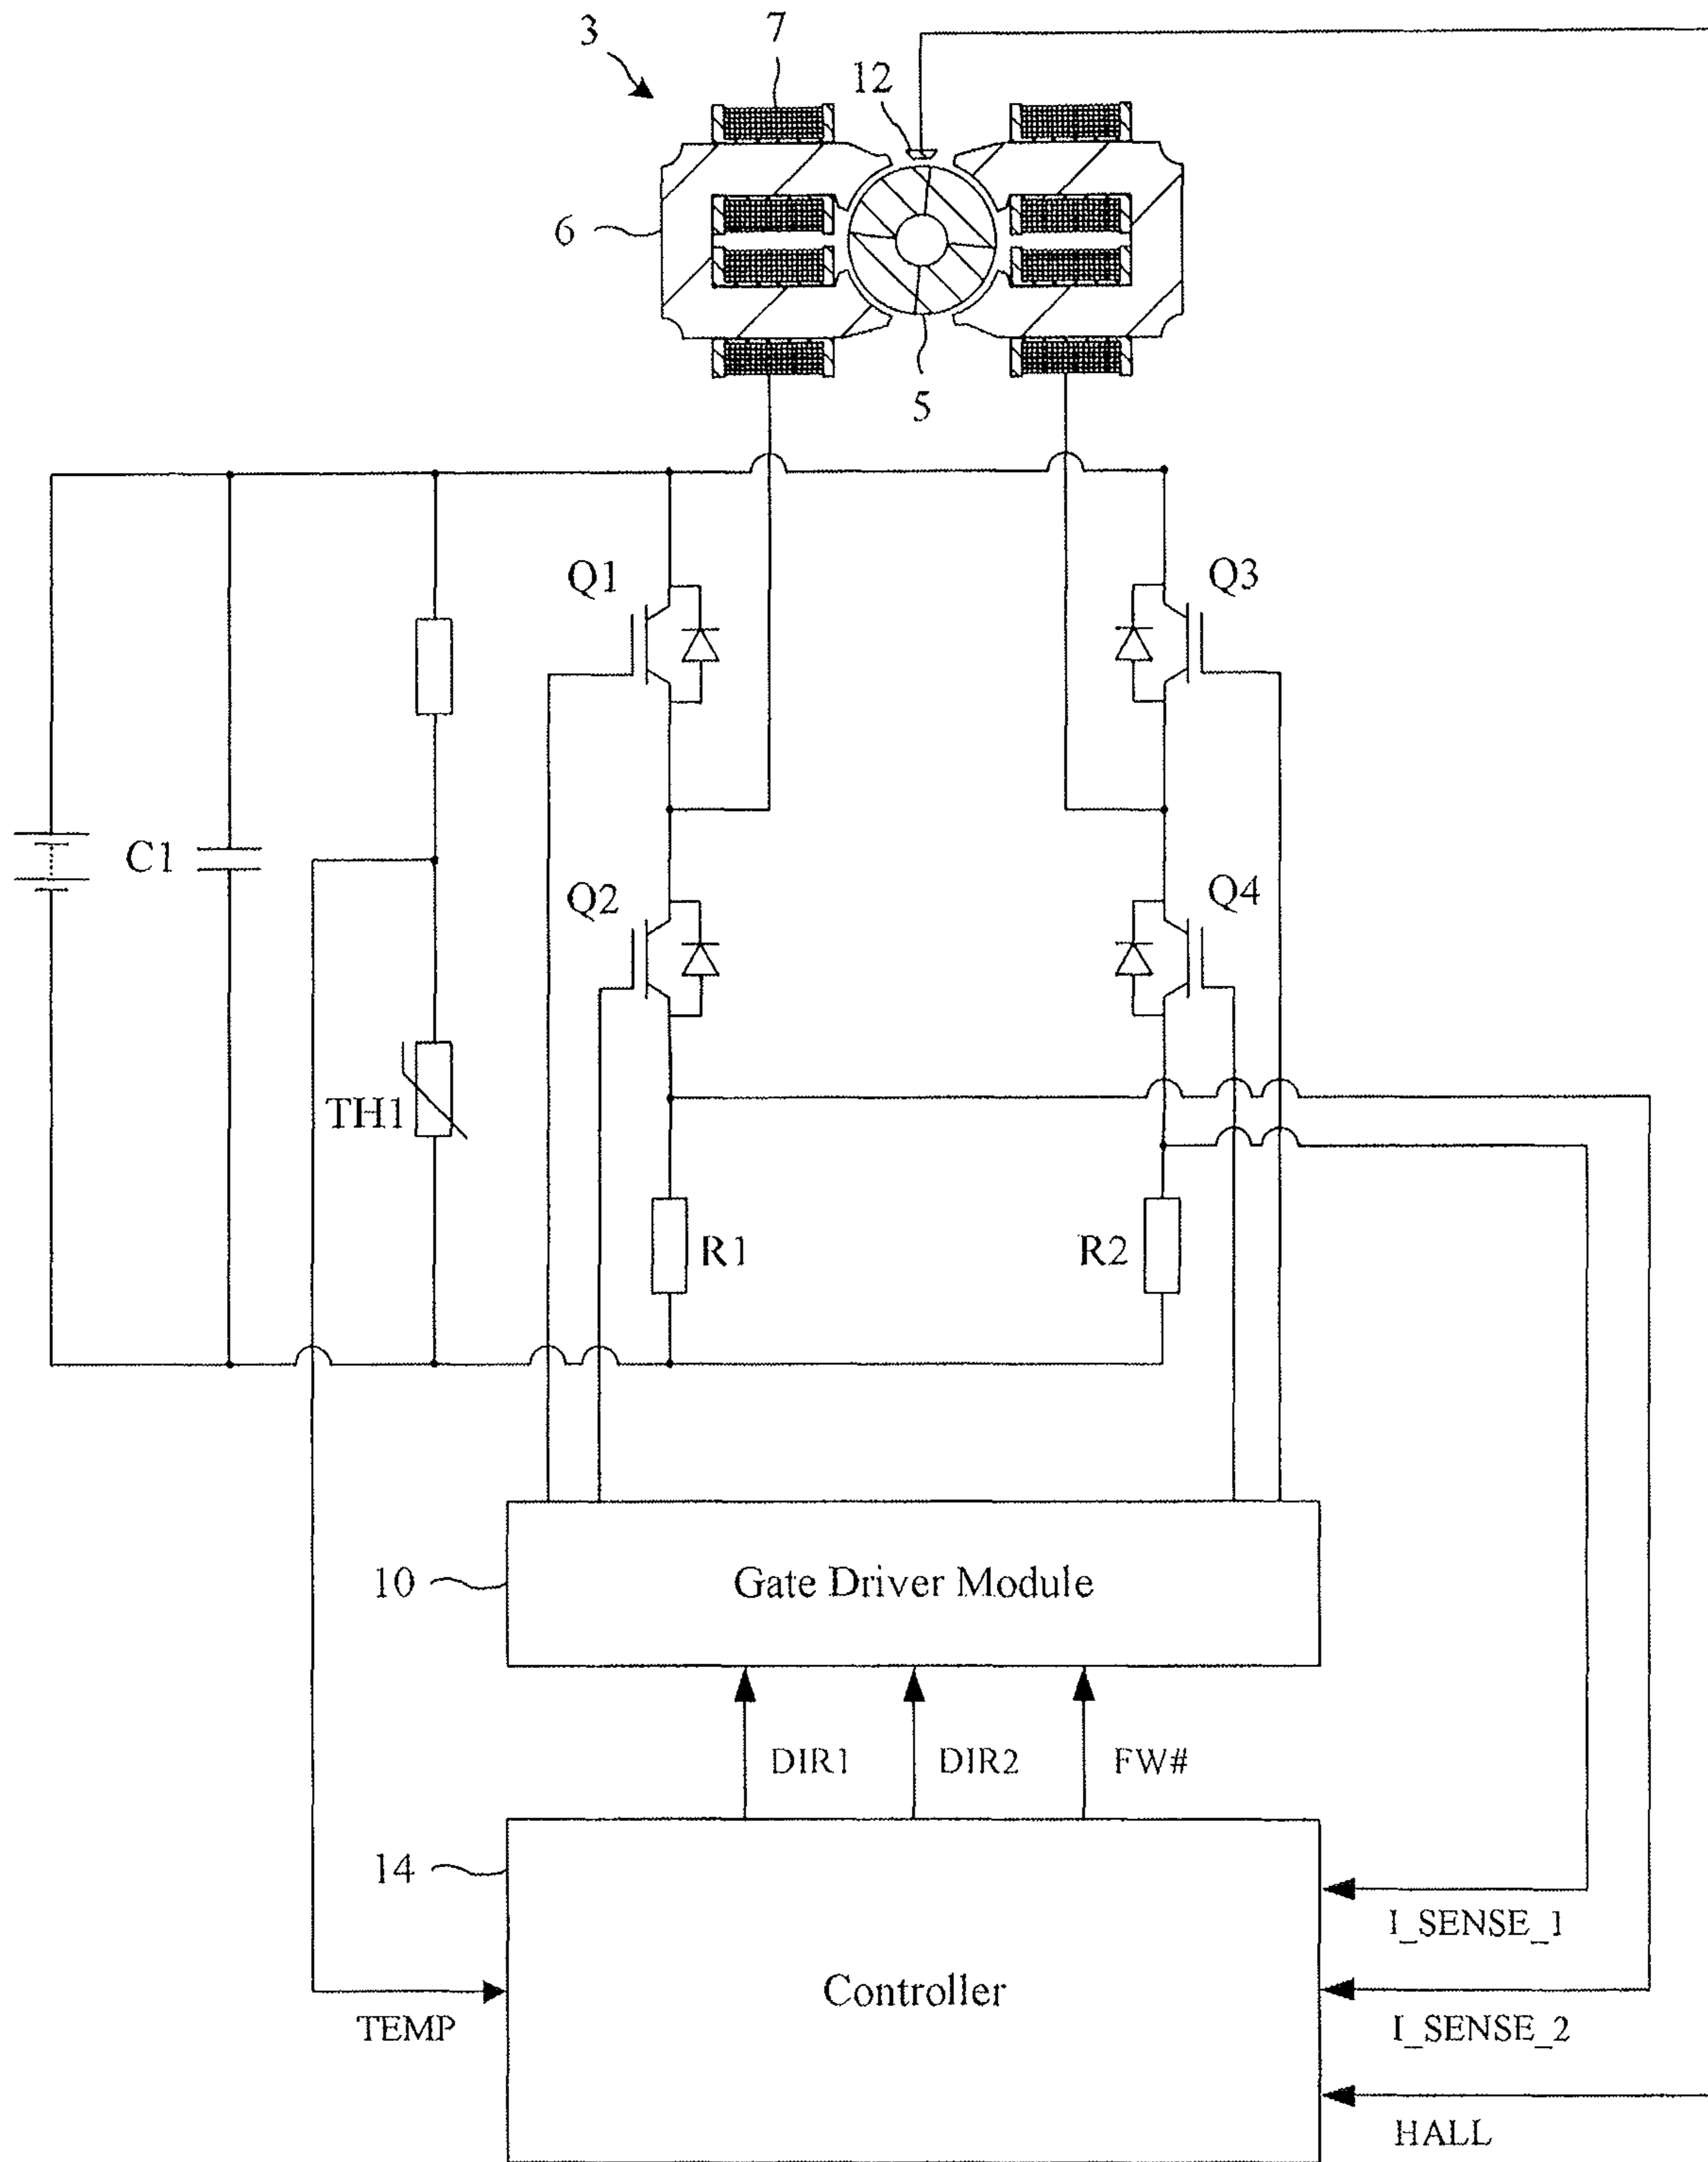 3
7
12
6
5
Q1
Q3
C1
Q2
Q4
TH1
R1
R2
10
Gate Driver Module
DIR1
DIR2
FW#
14
I_SENSE_1
Controller
TEMP
I_SENSE_2
HALL